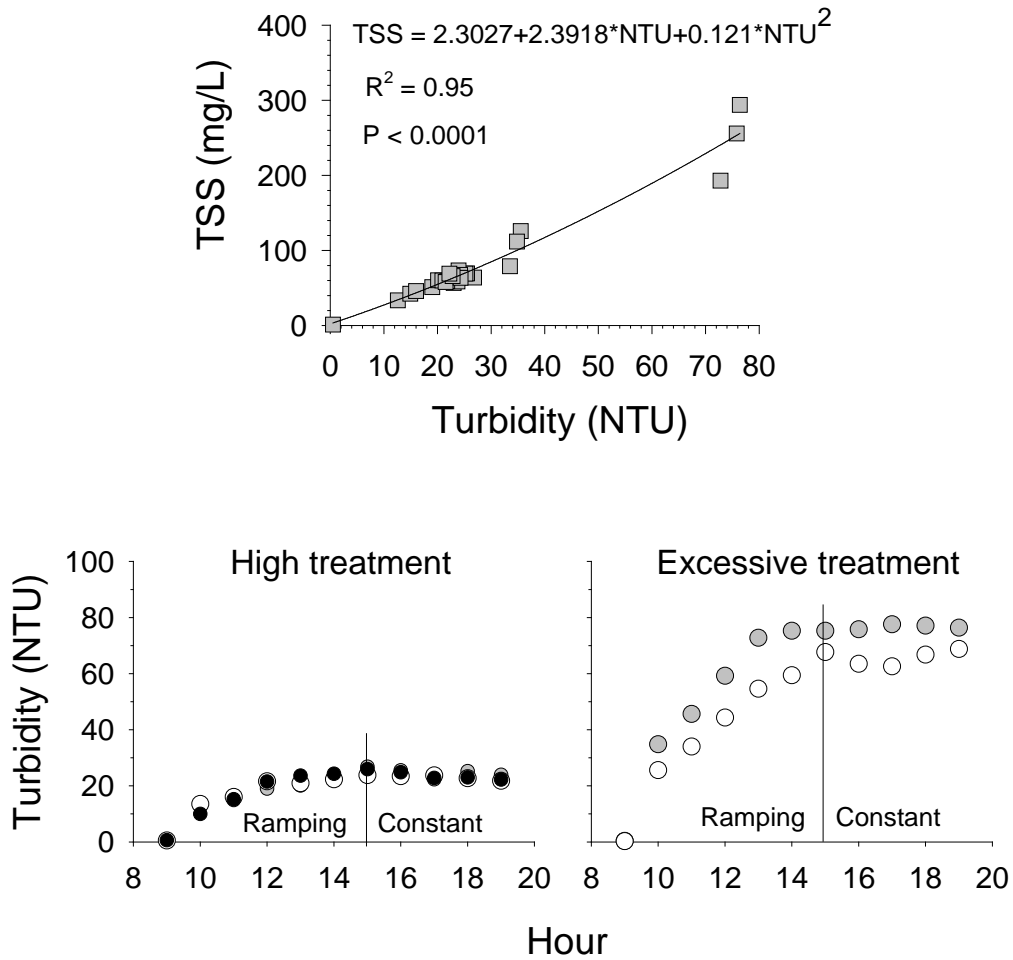 TSS = 2.3027+2.3918*NTU+0.121*NTU²
R² = 0.95
P < 0.0001
TSS (mg/L)
400
300
200
100
0
0 10 20 30 40 50 60 70 80
Turbidity (NTU)
High treatment
Excessive treatment
Turbidity (NTU)
100
80
60
40
20
0
Ramping Constant
Ramping Constant
8 10 12 14 16 18 20
8 10 12 14 16 18 20
Hour